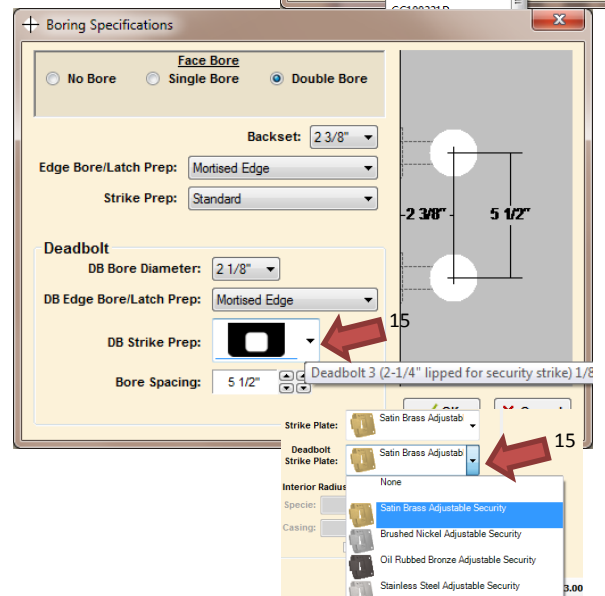 Boring Specifications
Face Bore
No Bore Single Bore Double Bore
Backset: 2 3/8"
Edge Bore/Latch Prep: Mortised Edge
Strike Prep: Standard
2 3/8" 5 1/2"
Deadbolt
DB Bore Diameter: 2 1/8"
DB Edge Bore/Latch Prep: Mortised Edge
15
DB Strike Prep:
Deadbolt 3 (2-1/4" lipped for security strike) 1/8
Bore Spacing: 5 1/2"
Strike Plate: Satin Brass Adjustab
15
Deadbolt
Strike Plate: Satin Brass Adjustab
None
Interior Radius
Specie:
Satin Brass Adjustable Security
Casing:
Brushed Nickel Adjustable Security
Oil Rubbed Bronze Adjustable Security
Stainless Steel Adjustable Security
3.00